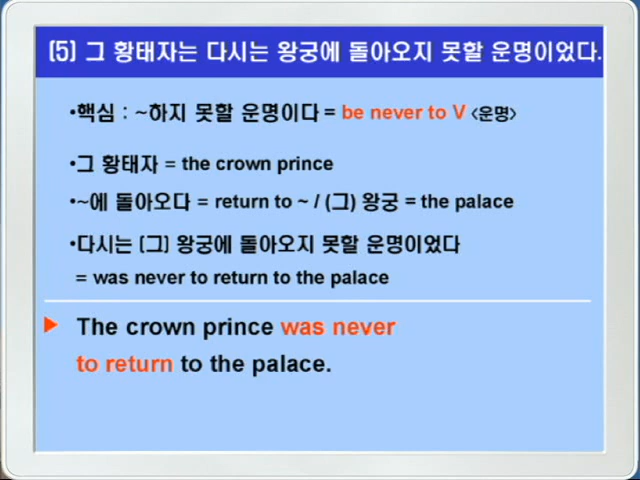 (5) 그 황태자는 다시는 왕궁에 돌아오지 못할 운명이었다.
•핵심 : ~하지 못할 운명이다 = be never to V <운명>
•그 황태자 = the crown prince
•~에 돌아오다 = return to ~ / (그) 왕궁 = the palace
•다시는 (그) 왕궁에 돌아오지 못할 운명이었다
= was never to return to the palace
▶ The crown prince was never
to return to the palace.